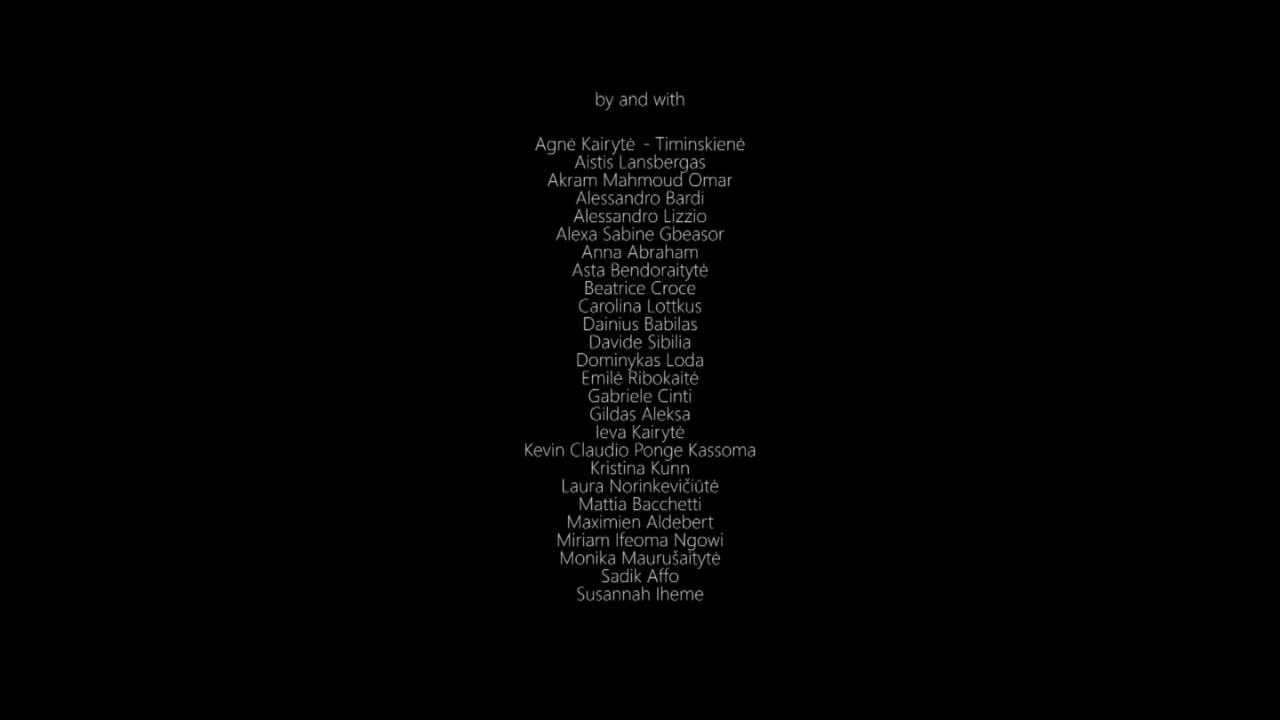 by and with
Agnė Kairytė - Timinskienė
Aistis Lansbergas
Akram Mahmoud Omar
Alessandro Bardi
Alessandro Lizzio
Alexa Sabine Gbeasor
Anna Abraham
Asta Bendoraitytė
Beatrice Croce
Carolina Lottkus
Dainius Babilas
Davide Sibilia
Dominykas Loda
Emilė Ribokaitė
Gabriele Cinti
Gildas Aleksa
Ieva Kairytė
Kevin Claudio Ponge Kassoma
Kristina Kunn
Laura Norinkevičiūtė
Mattia Bacchetti
Maximien Aldebert
Miriam Ifeoma Ngowi
Monika Maurušaitytė
Sadik Affo
Susannah Iheme